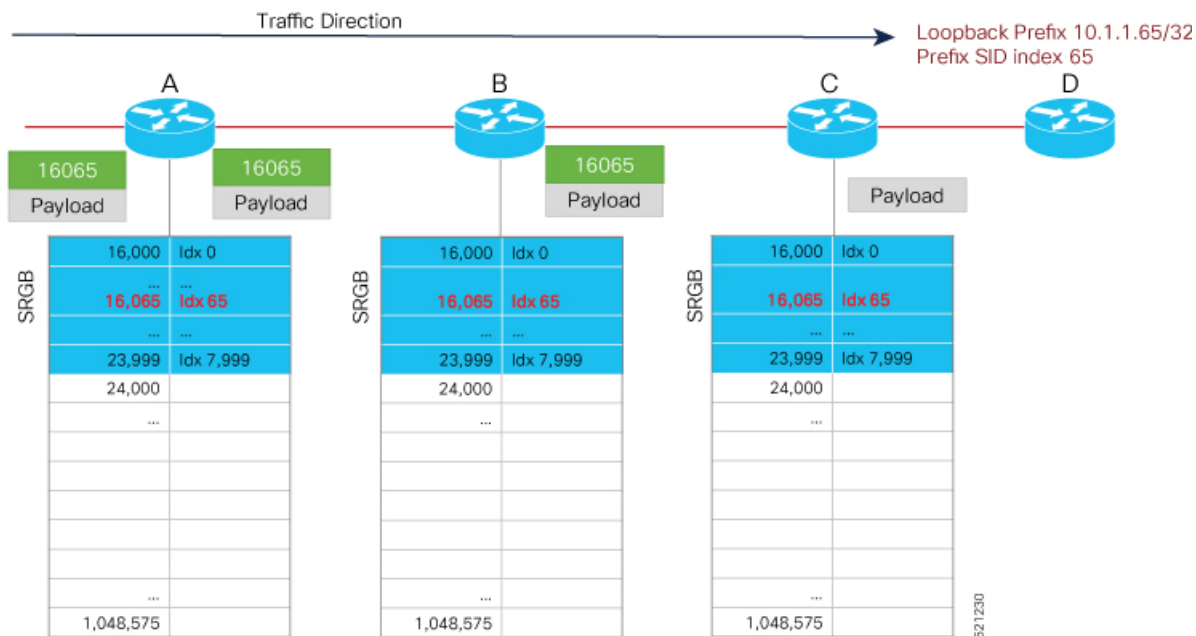 Traffic Direction
Loopback Prefix 10.1.1.65/32
Prefix SID index 65
A
B
C
D
16065
Payload
16065
Payload
16065
Payload
Payload
SRGB
16,000 Idx 0
... ...
16,065 Idx 65
... ...
23,999 Idx 7,999
24,000
...
...
1,048,575
SRGB
16,000 Idx 0
16,065 Idx 65
... ...
23,999 Idx 7,999
24,000
...
...
1,048,575
SRGB
16,000 Idx 0
16,065 Idx 65
... ...
23,999 Idx 7,999
24,000
...
...
1,048,575
521230